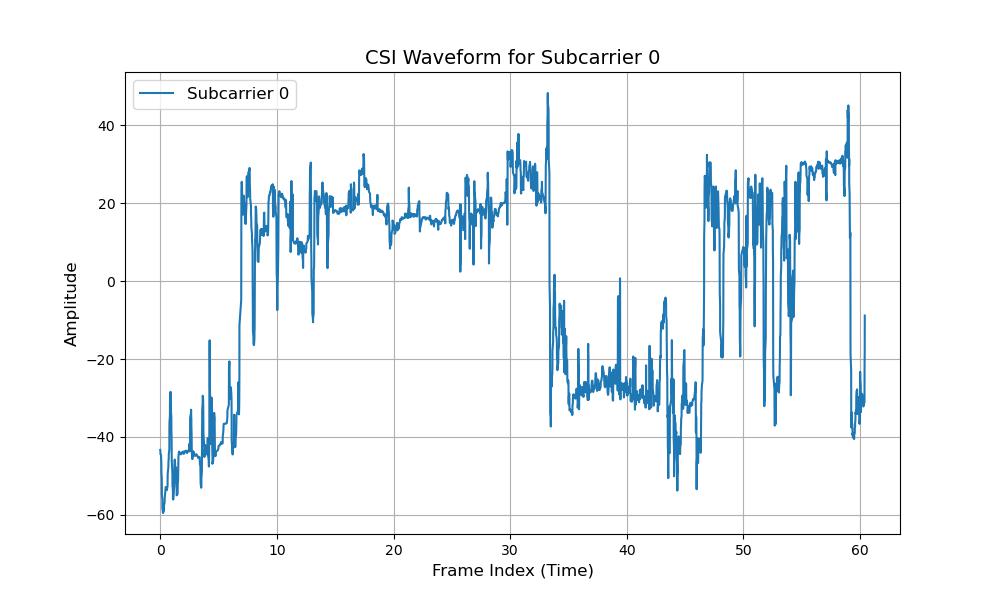 CSI Waveform for Subcarrier 0
Subcarrier 0
Amplitude
40
20
0
−20
−40
−60
0 10 20 30 40 50 60
Frame Index (Time)